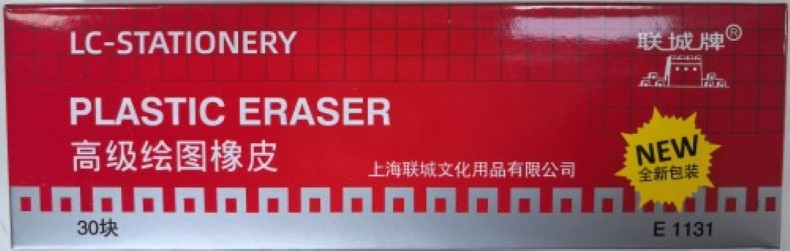 LC-STATIONERY
联城牌®
PLASTIC ERASER
高级绘图橡皮
上海联城文化用品有限公司
NEW
全新包装
30块
E 1131